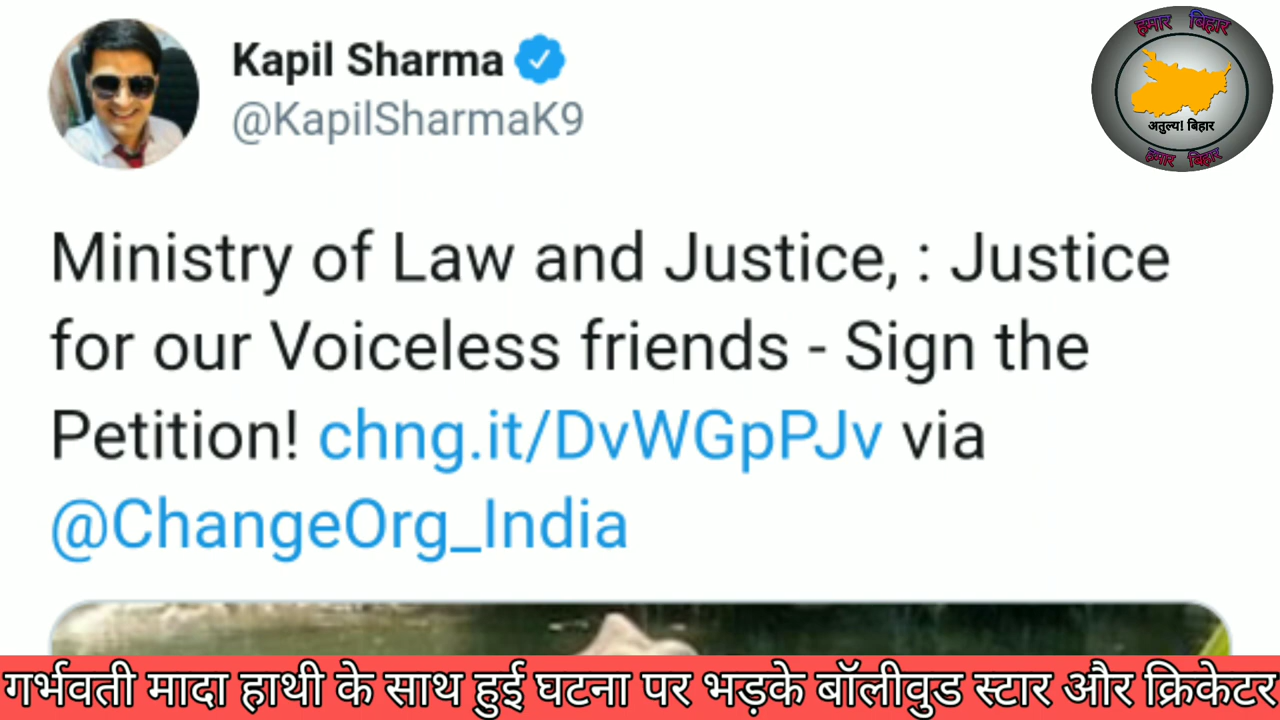 Kapil Sharma
@KapilSharmaK9
हमार बिहार
अतुल्य! बिहार
हमार बिहार
Ministry of Law and Justice, : Justice
for our Voiceless friends - Sign the
Petition! chng.it/DvWGpPJv via
@ChangeOrg_India
गर्भवती मादा हाथी के साथ हुई घटना पर भड़के बॉलीवुड स्टार और क्रिकेटर